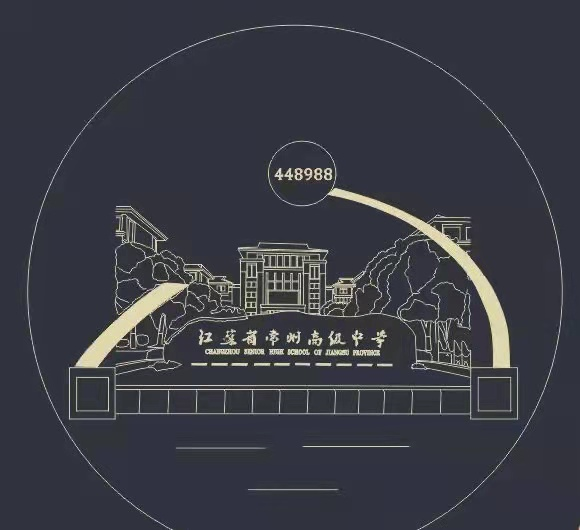 448988
江苏省常州高级中学
CHANGZHOU SENIOR HIGH SCHOOL OF JIANGSU PROVINCE